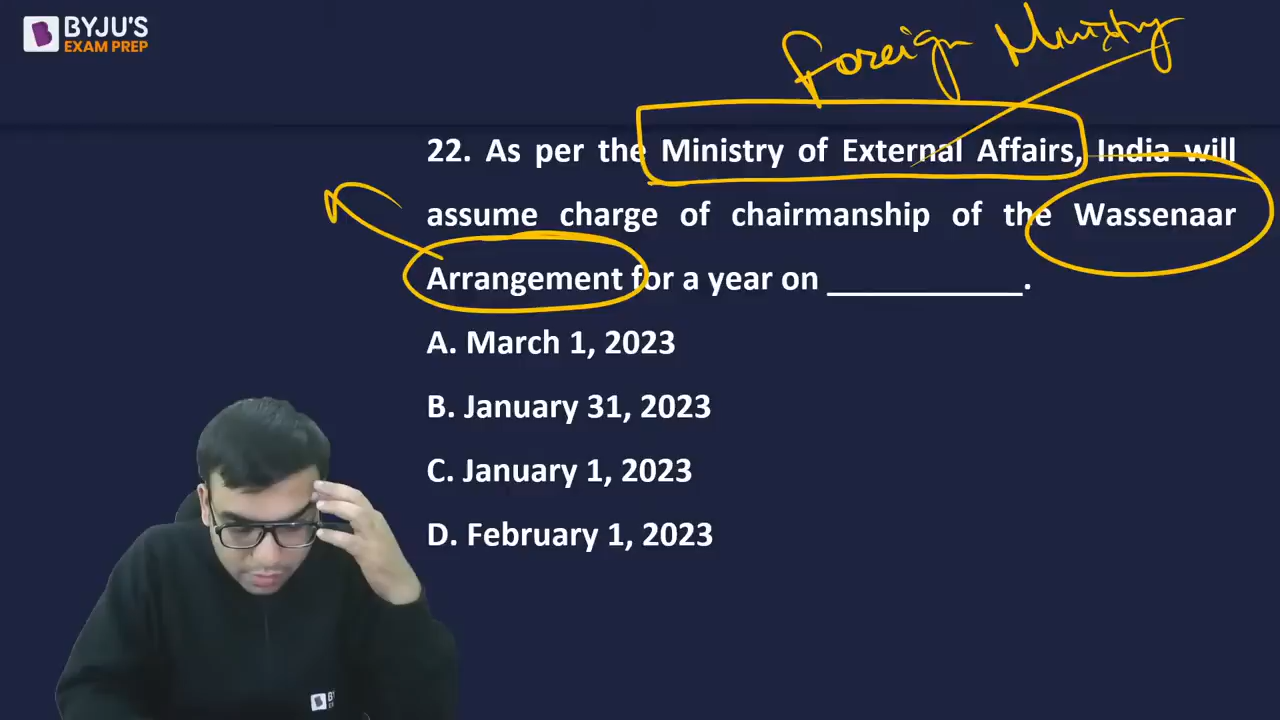 BYJU'S
EXAM PREP
Foreign Ministry
22. As per the Ministry of External Affairs, India will
assume charge of chairmanship of the Wassenaar
Arrangement for a year on ___________.
A. March 1, 2023
B. January 31, 2023
C. January 1, 2023
D. February 1, 2023